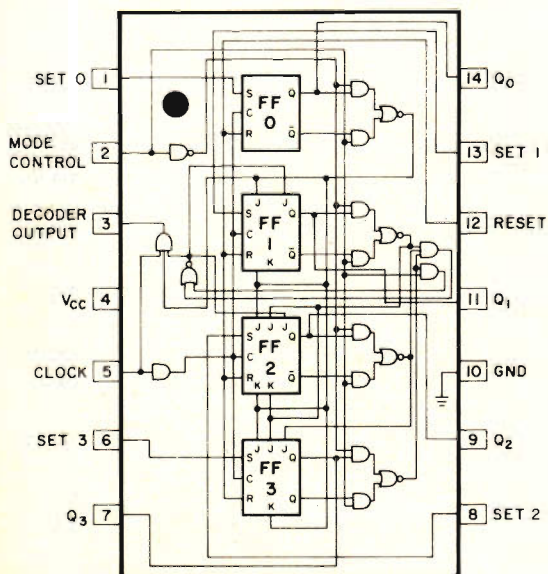 SET 0 1
MODE CONTROL 2
DECODER OUTPUT 3
VCC 4
CLOCK 5
SET 3 6
Q3 7
14 Q0
13 SET 1
12 RESET
11 Q1
10 GND
9 Q2
8 SET 2
S Q
FF
C 0
R Q̅
J J
S J Q
FF
C 1
R Q̅
K
J J J
S Q
FF
C 2
R Q̅
K K
J J J
S Q
FF
C 3
R Q
K